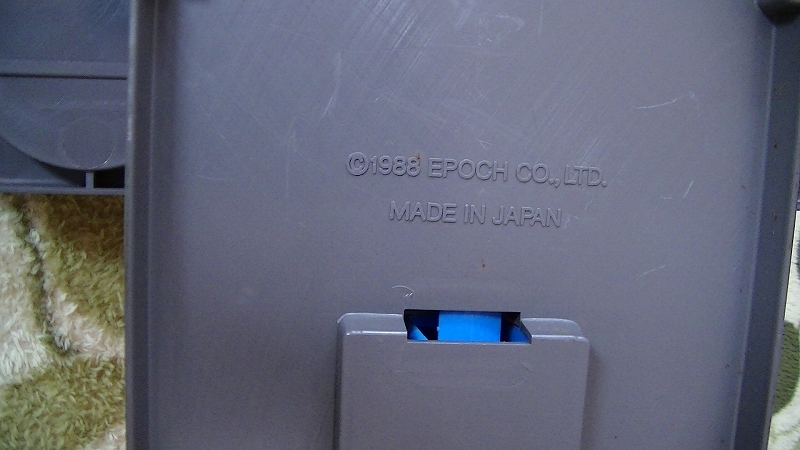 ©1988 EPOCH CO., LTD.
MADE IN JAPAN